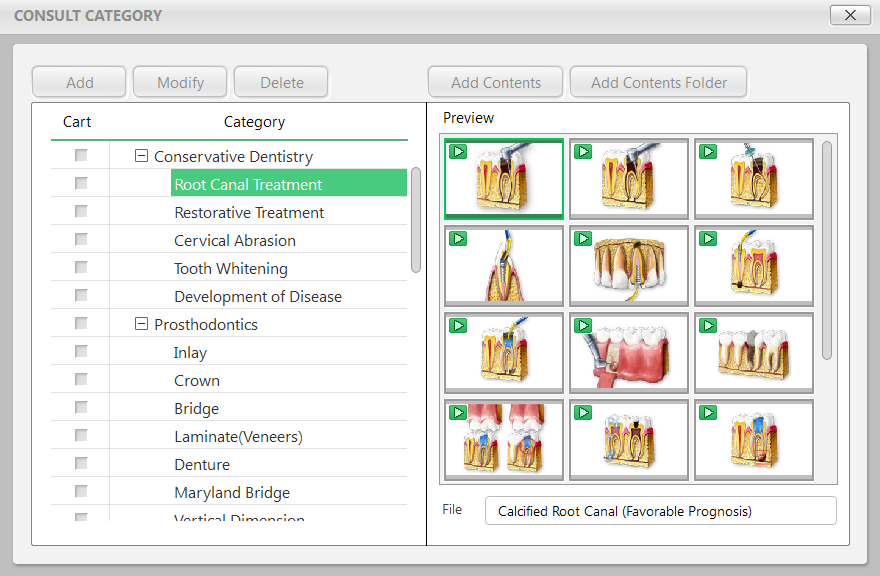 CONSULT CATEGORY
Add Modify Delete Add Contents Add Contents Folder
Cart Category
Conservative Dentistry
Root Canal Treatment
Restorative Treatment
Cervical Abrasion
Tooth Whitening
Development of Disease
Prosthodontics
Inlay
Crown
Bridge
Laminate(Veneers)
Denture
Maryland Bridge
Vertical Dimension
Preview
File Calcified Root Canal (Favorable Prognosis)